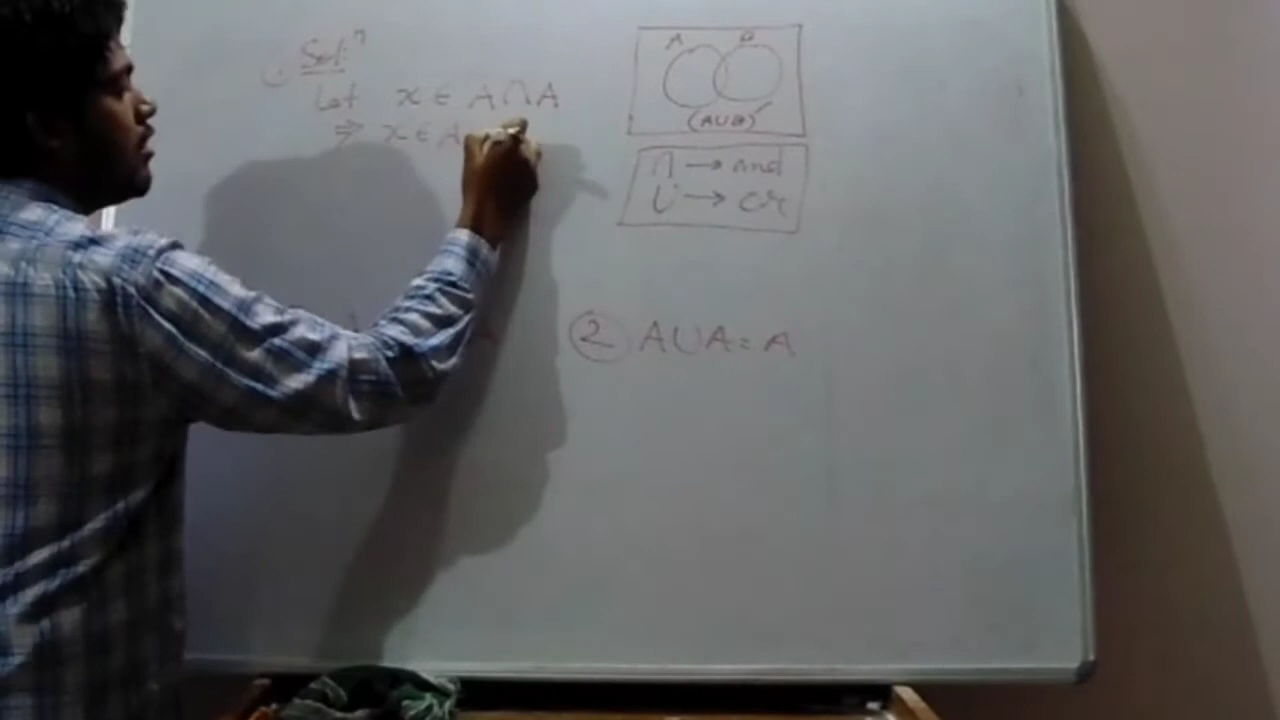 Solⁿ
Let x ∈ A ∩ A
⇒ x ∈ A
A B
(A∪B)'
∩ → and
∪ → or
② A∪A = A